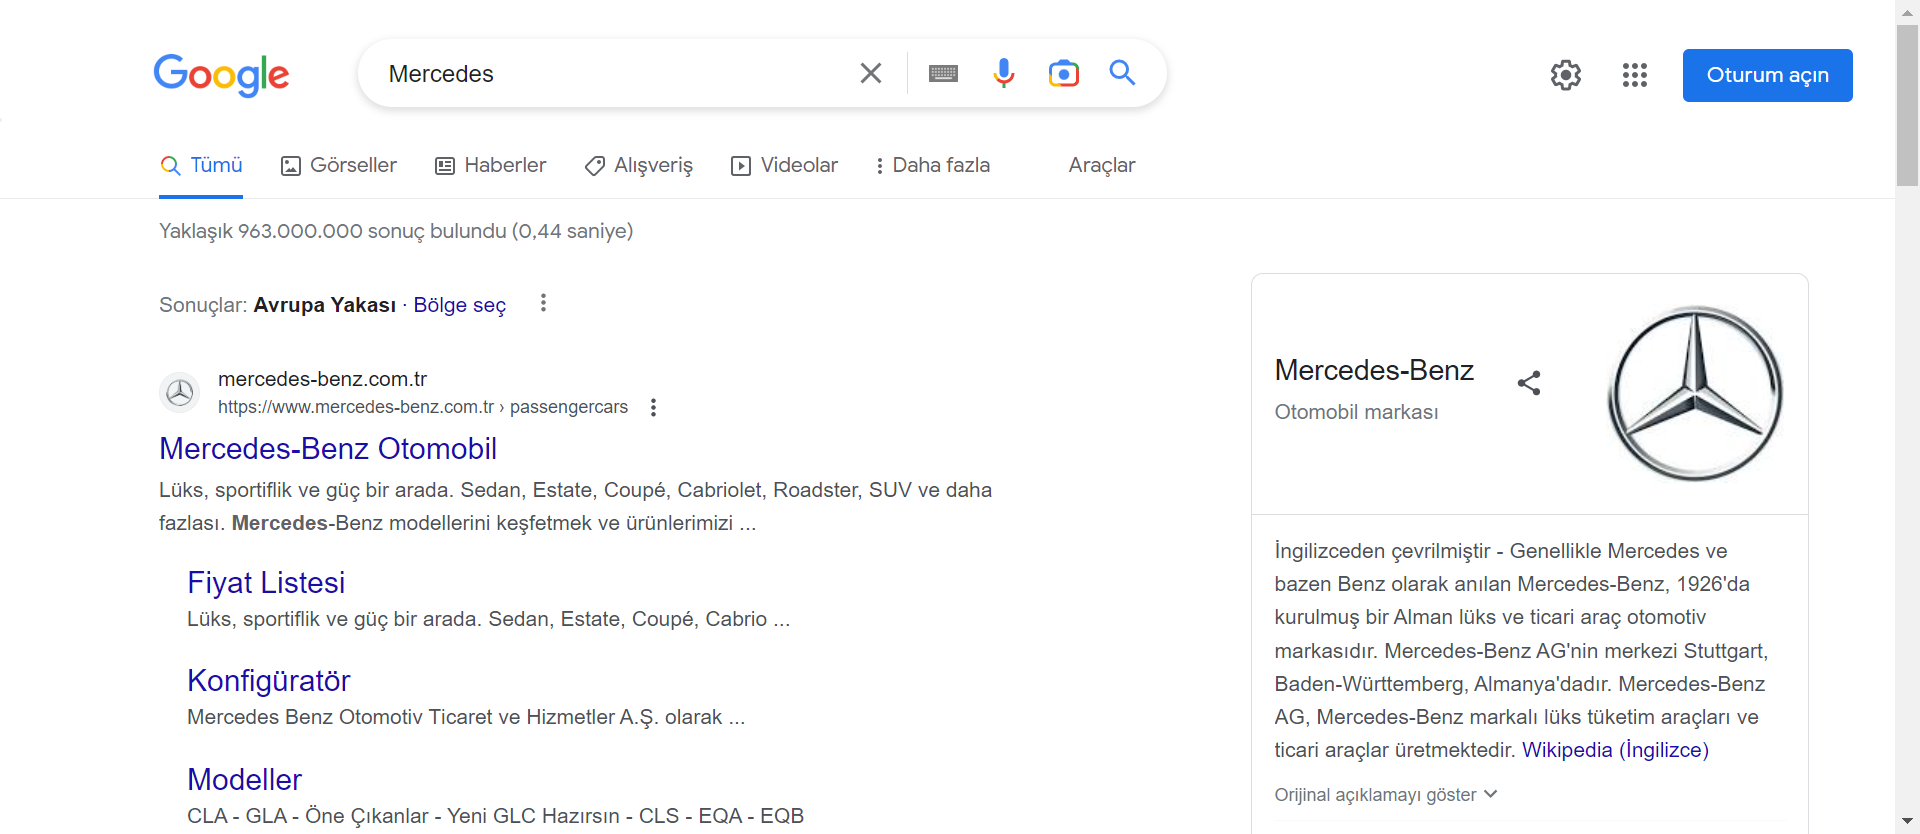 Google
Mercedes
Oturum açın
Tümü
Görseller
Haberler
Alışveriş
Videolar
Daha fazla
Araçlar
Yaklaşık 963.000.000 sonuç bulundu (0,44 saniye)
Sonuçlar: Avrupa Yakası · Bölge seç
mercedes-benz.com.tr
https://www.mercedes-benz.com.tr › passengercars
Mercedes-Benz Otomobil
Lüks, sportiflik ve güç bir arada. Sedan, Estate, Coupé, Cabriolet, Roadster, SUV ve daha
fazlası. Mercedes-Benz modellerini keşfetmek ve ürünlerimizi ...
Fiyat Listesi
Lüks, sportiflik ve güç bir arada. Sedan, Estate, Coupé, Cabrio ...
Konfigüratör
Mercedes Benz Otomotiv Ticaret ve Hizmetler A.Ş. olarak ...
Modeller
CLA - GLA - Öne Çıkanlar - Yeni GLC Hazırsın - CLS - EQA - EQB
Mercedes-Benz
Otomobil markası
İngilizceden çevrilmiştir - Genellikle Mercedes ve
bazen Benz olarak anılan Mercedes-Benz, 1926'da
kurulmuş bir Alman lüks ve ticari araç otomotiv
markasıdır. Mercedes-Benz AG'nin merkezi Stuttgart,
Baden-Württemberg, Almanya'dadır. Mercedes-Benz
AG, Mercedes-Benz markalı lüks tüketim araçları ve
ticari araçlar üretmektedir. Wikipedia (İngilizce)
Orijinal açıklamayı göster